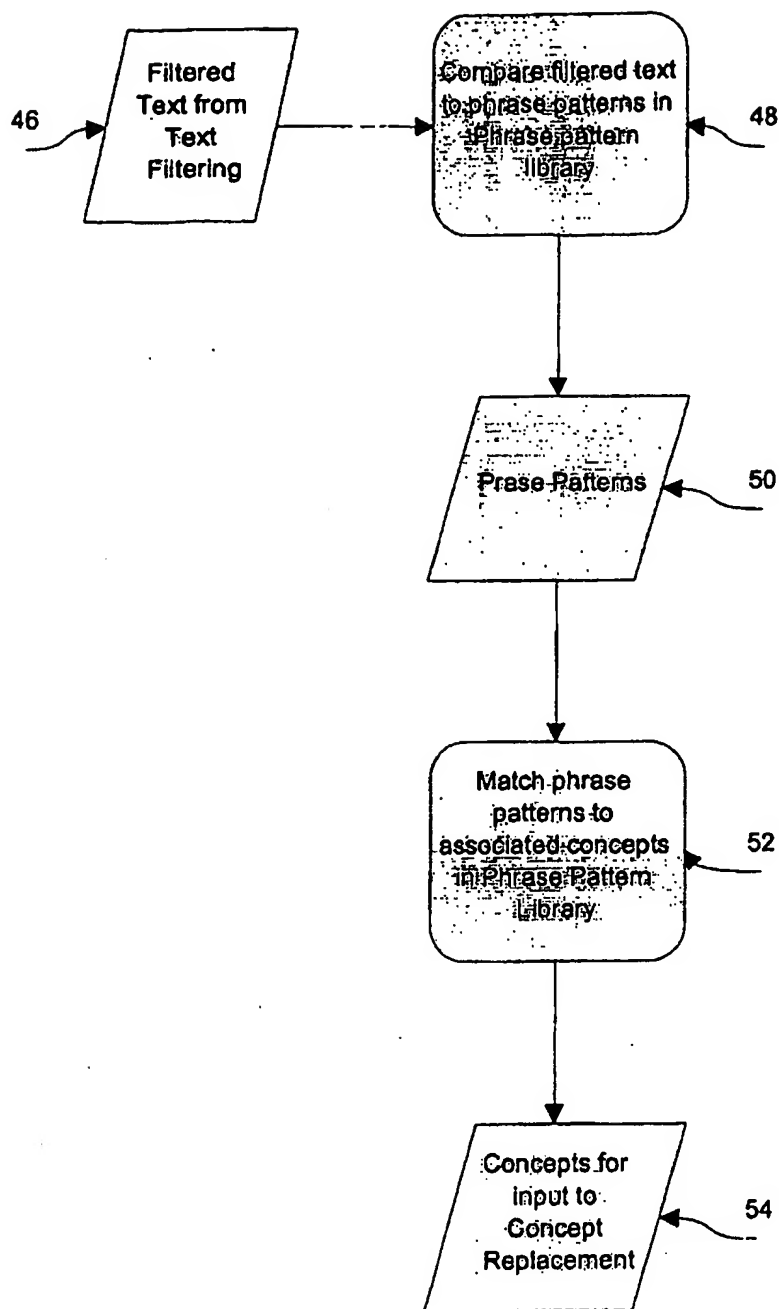 Filtered
Text from
Text
Filtering
46
Compare filtered text
to phrase patterns in
Phrase pattern
library
48
Prase Patterns
50
Match phrase
patterns to
associated concepts
in Phrase Pattern
Library
52
Concepts for
input to
Concept
Replacement
54